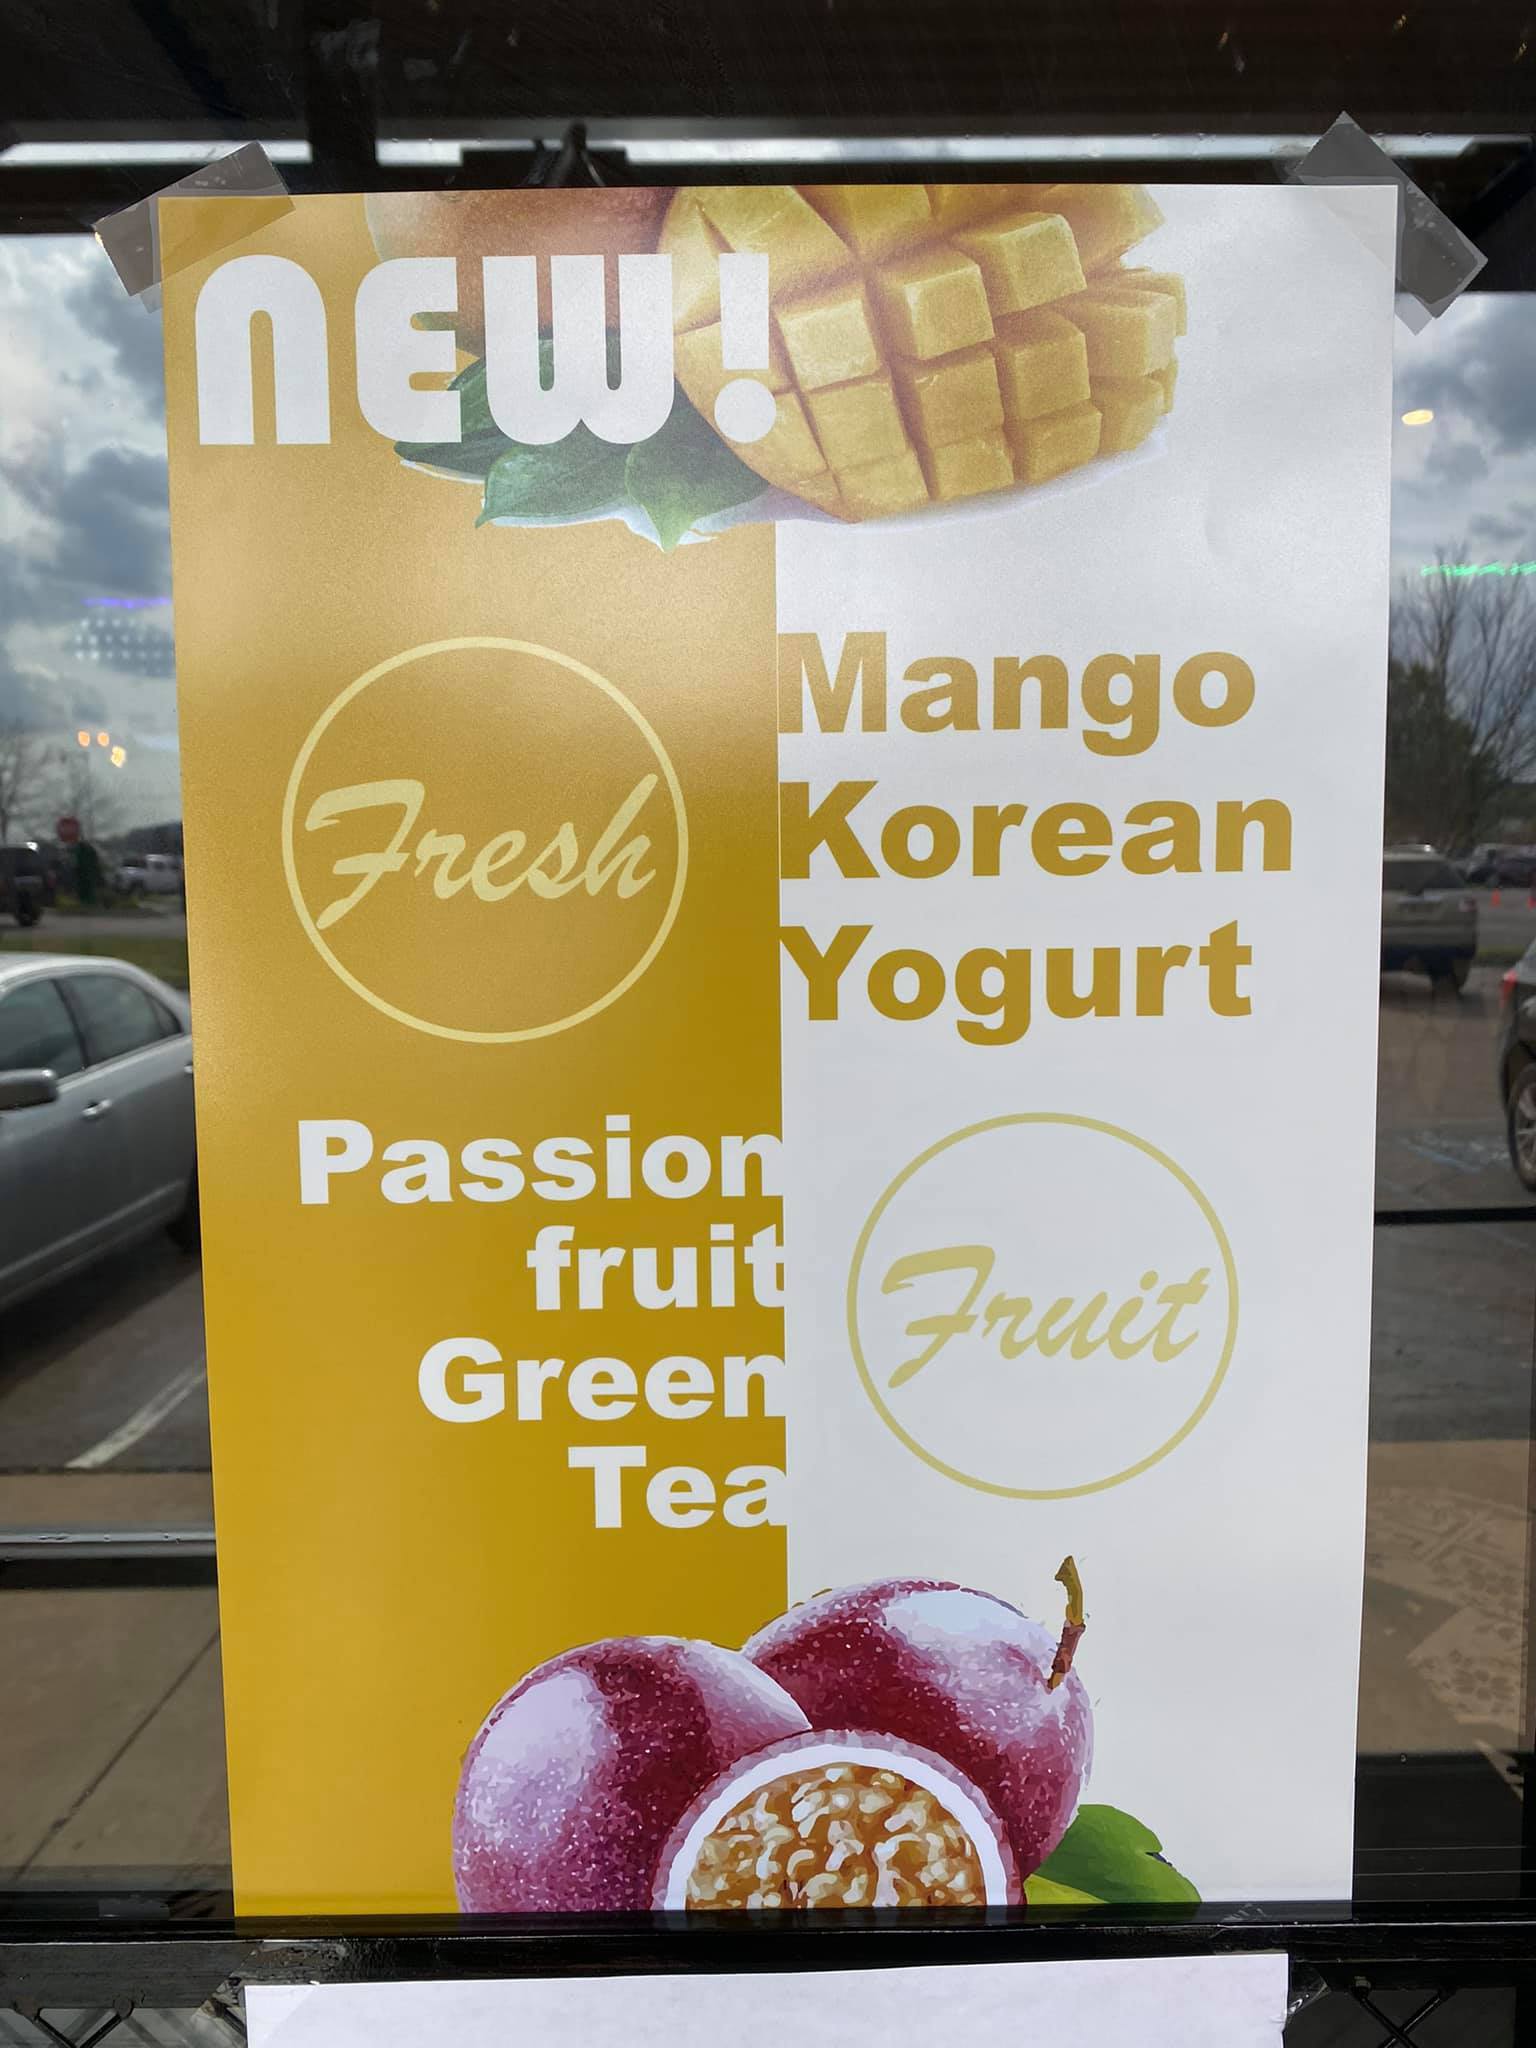 NEW!
Fresh
Mango
Korean
Yogurt
Passion
fruit
Green
Tea
Fruit